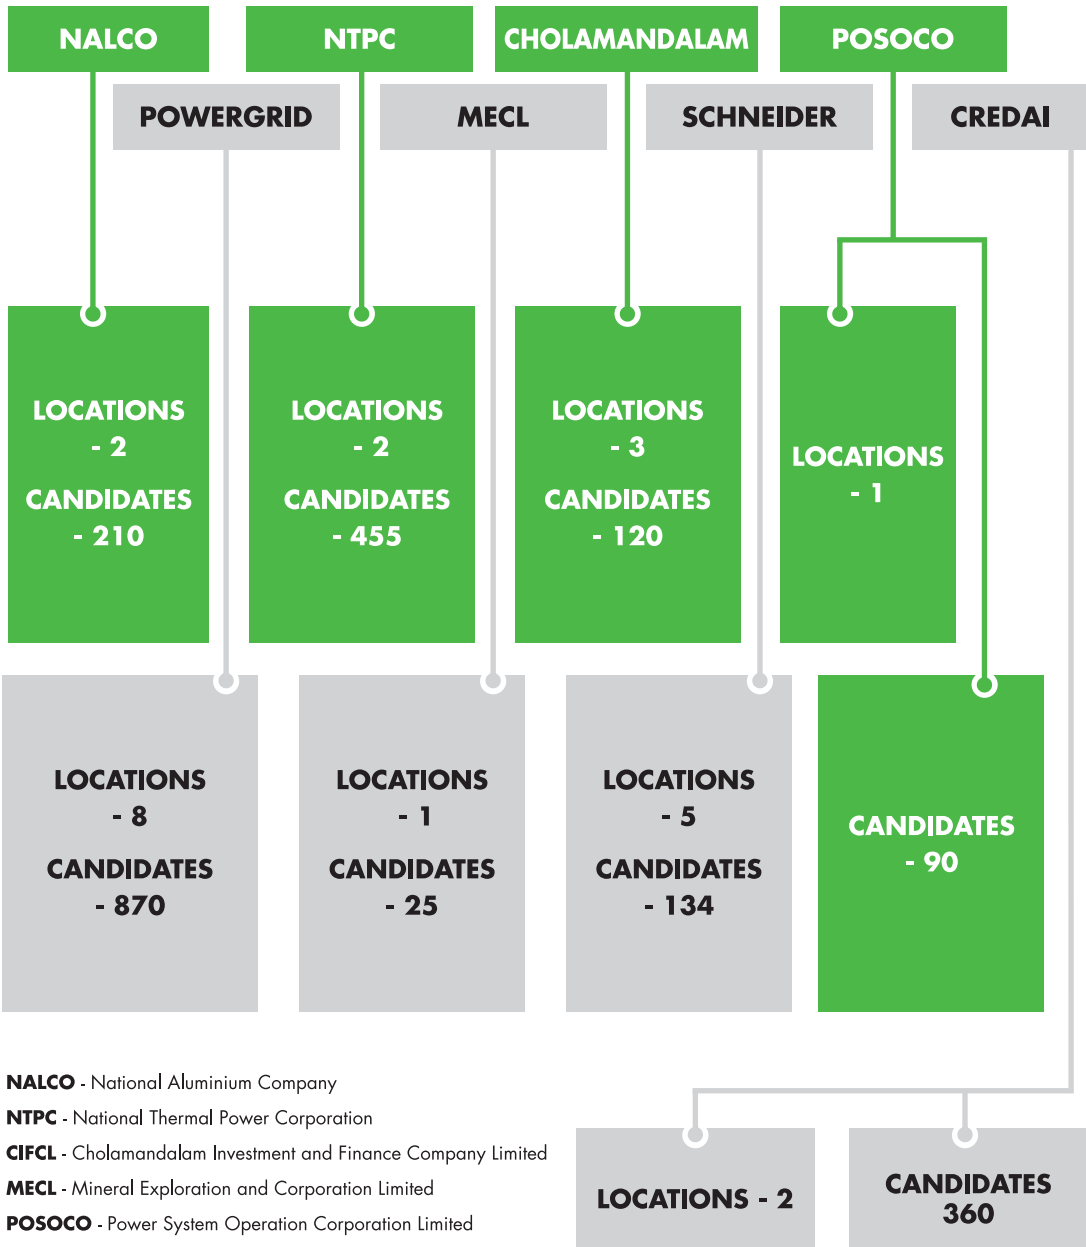 NALCO
NTPC
CHOLAMANDALAM
POSOCO
POWERGRID
MECL
SCHNEIDER
CREDAI
LOCATIONS
- 2
CANDIDATES
- 210
LOCATIONS
- 2
CANDIDATES
- 455
LOCATIONS
- 3
CANDIDATES
- 120
LOCATIONS
- 1
LOCATIONS
- 8
CANDIDATES
- 870
LOCATIONS
- 1
CANDIDATES
- 25
LOCATIONS
- 5
CANDIDATES
- 134
CANDIDATES
- 90
NALCO - National Aluminium Company
NTPC - National Thermal Power Corporation
CIFCL - Cholamandalam Investment and Finance Company Limited
MECL - Mineral Exploration and Corporation Limited
POSOCO - Power System Operation Corporation Limited
LOCATIONS - 2
CANDIDATES
360